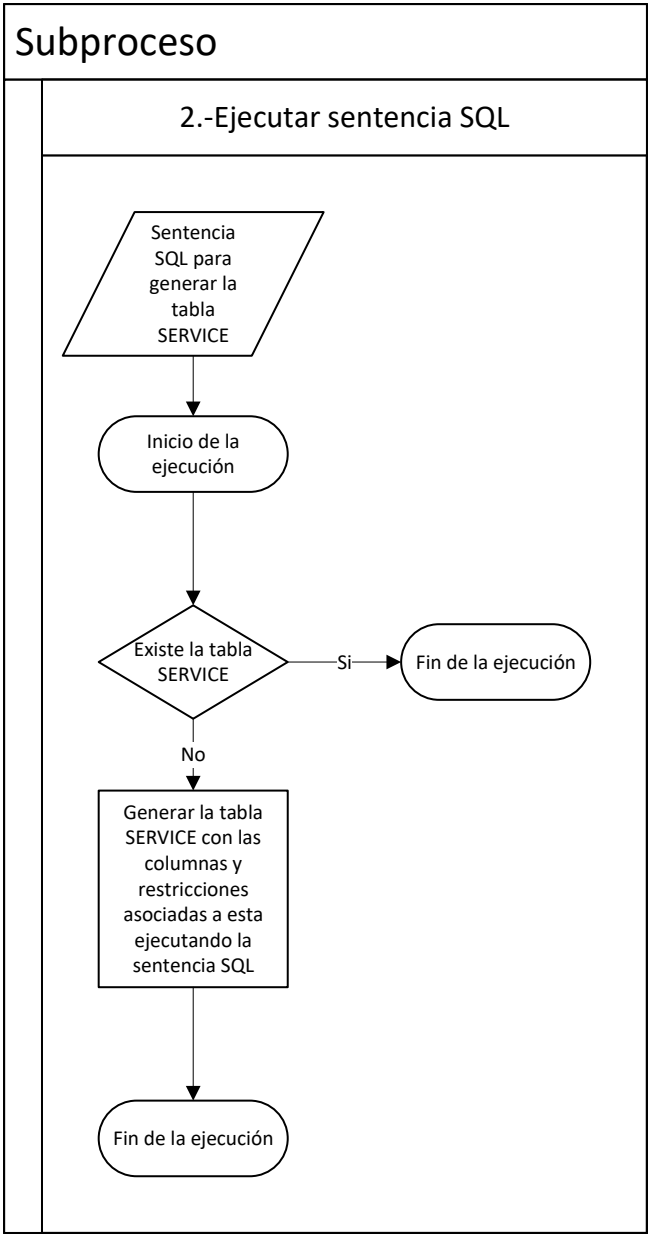 Subproceso
2.-Ejecutar sentencia SQL
Sentencia
SQL para
generar la
tabla
SERVICE
Inicio de la
ejecución
Existe la tabla
SERVICE
Si
Fin de la ejecución
No
Generar la tabla
SERVICE con las
columnas y
restricciones
asociadas a esta
ejecutando la
sentencia SQL
Fin de la ejecución